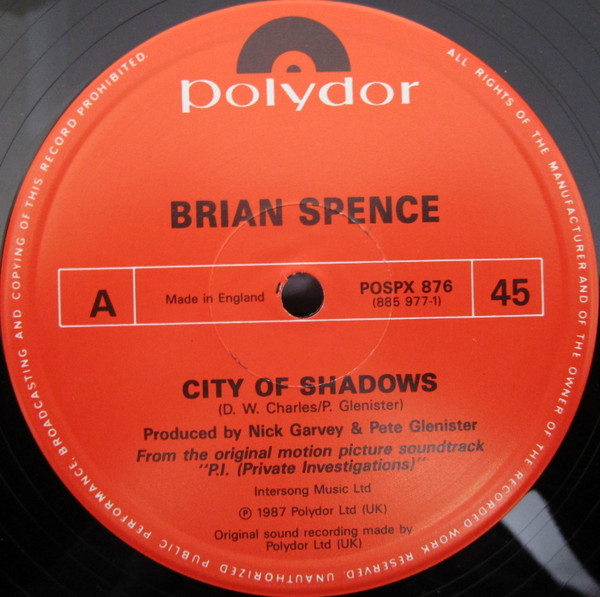 polydor
BRIAN SPENCE
A
Made in England
POSPX 876
(885 977-1)
45
CITY OF SHADOWS
(D. W. Charles/P. Glenister)
Produced by Nick Garvey & Pete Glenister
From the original motion picture soundtrack
"P.I. (Private Investigations)"
Intersong Music Ltd
℗ 1987 Polydor Ltd (UK)
Original sound recording made by
Polydor Ltd (UK)
ALL RIGHTS OF THE MANUFACTURER AND OF THE OWNER OF THE RECORDED WORK RESERVED. UNAUTHORIZED PUBLIC PERFORMANCE, BROADCASTING AND COPYING OF THIS RECORD PROHIBITED.